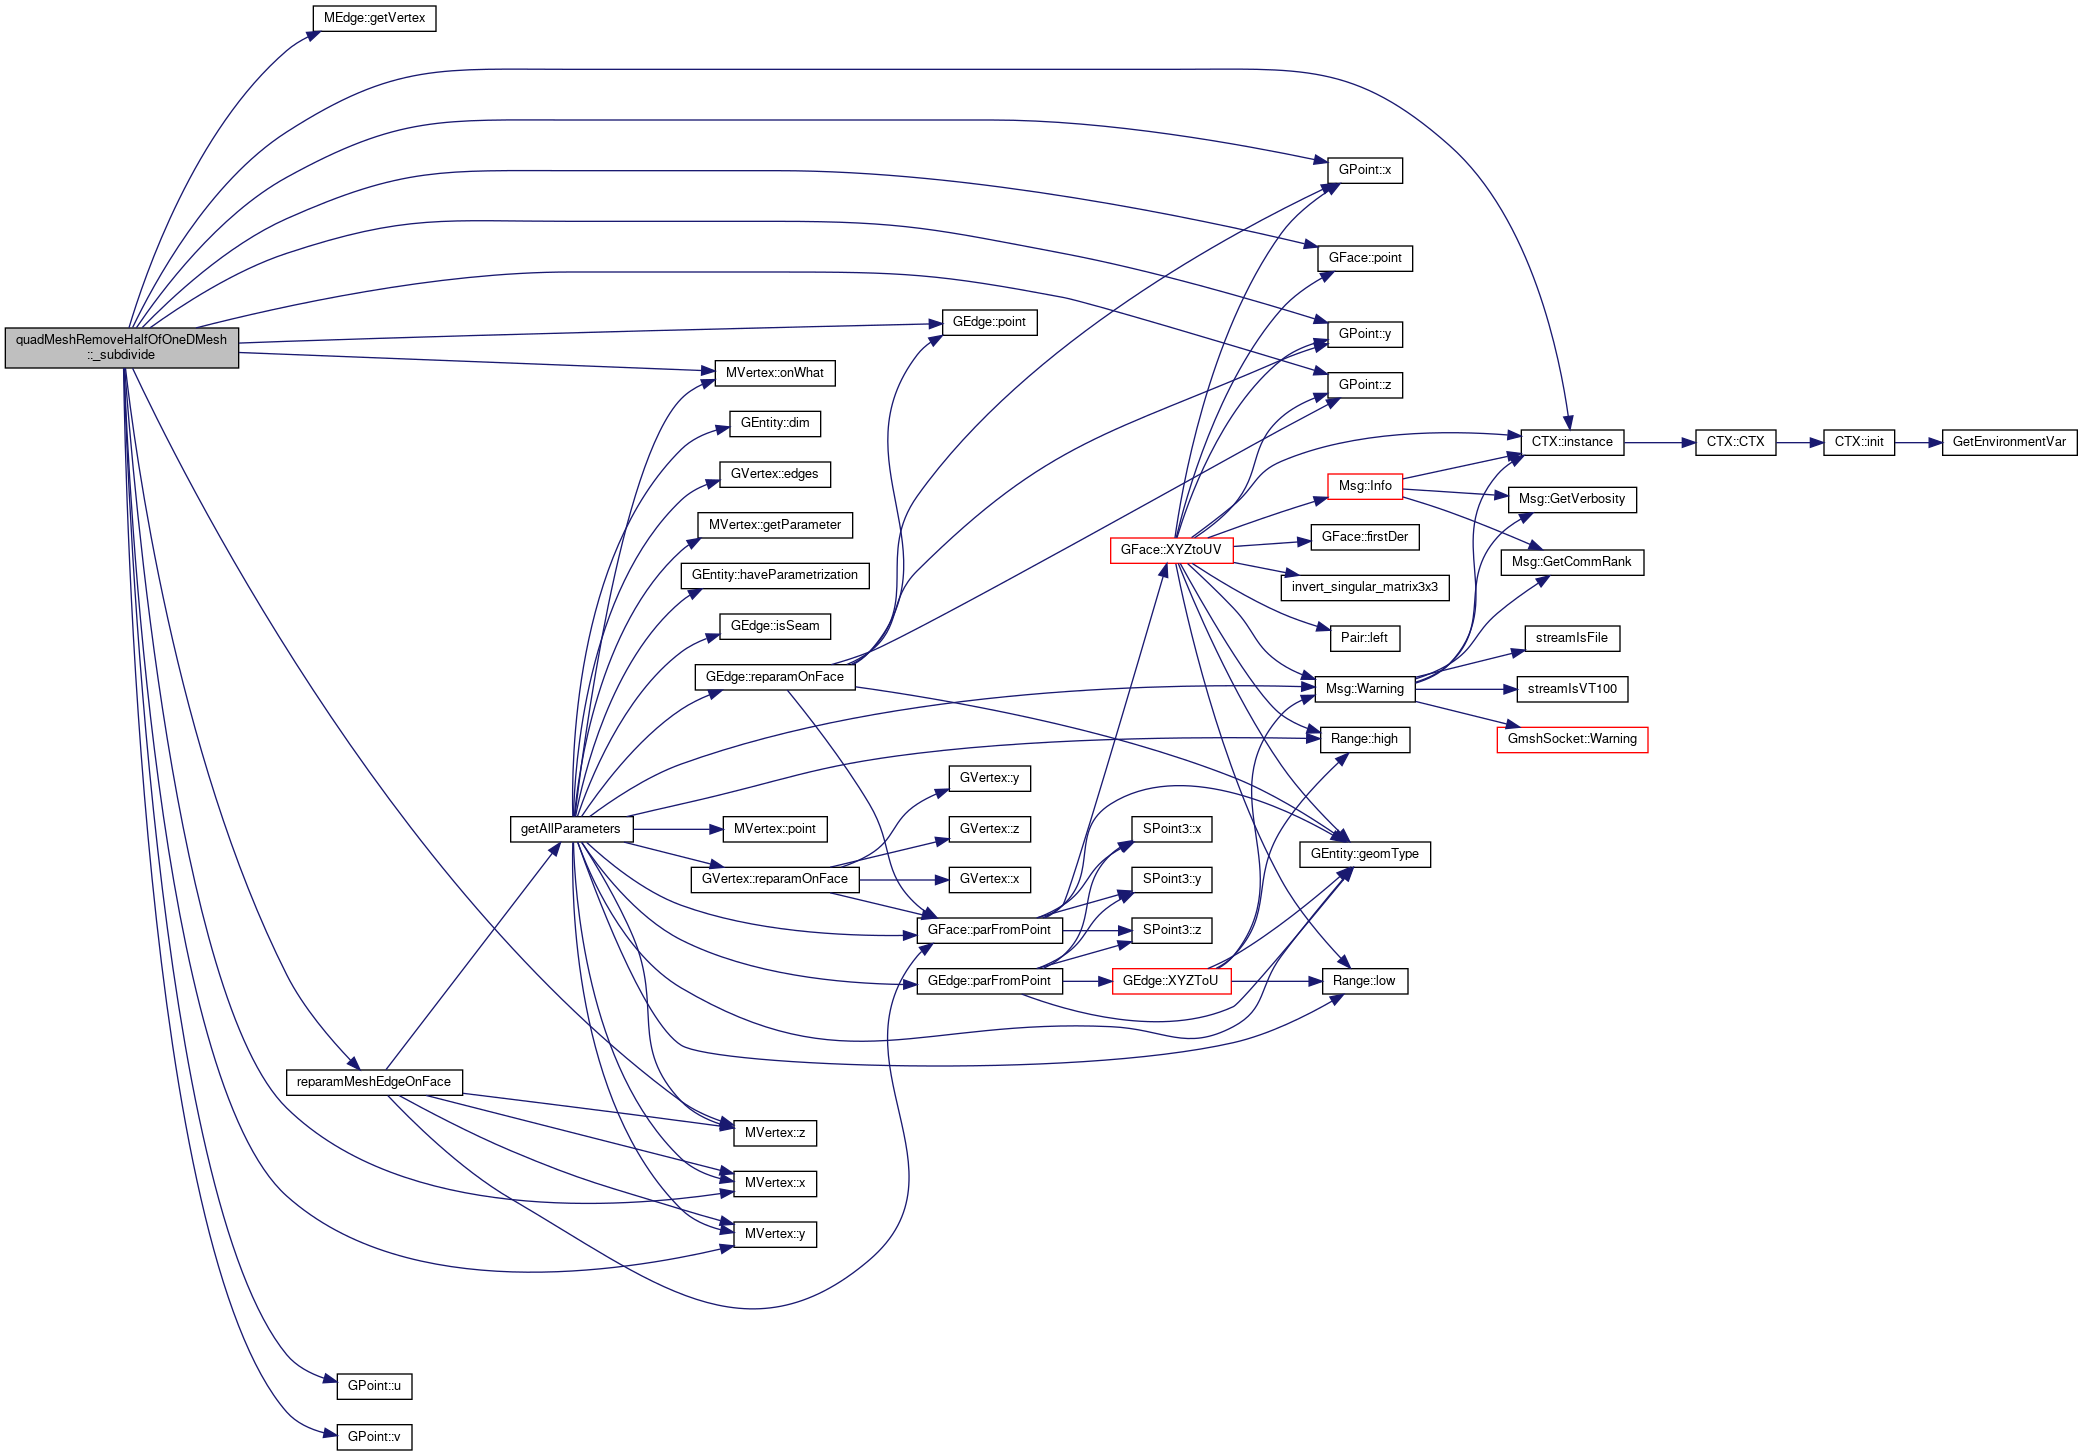 MEdge::getVertex
GPoint::x
GFace::point
GEdge::point
GPoint::y
quadMeshRemoveHalfOfOneDMesh
::_subdivide
MVertex::onWhat
GPoint::z
GEntity::dim
CTX::instance
CTX::CTX
CTX::init
GetEnvironmentVar
GVertex::edges
Msg::Info
Msg::GetVerbosity
MVertex::getParameter
GFace::firstDer
GFace::XYZtoUV
Msg::GetCommRank
GEntity::haveParametrization
invert_singular_matrix3x3
GEdge::isSeam
Pair::left
streamIsFile
GEdge::reparamOnFace
Msg::Warning
streamIsVT100
Range::high
GmshSocket::Warning
GVertex::y
getAllParameters
MVertex::point
GVertex::z
SPoint3::x
GEntity::geomType
GVertex::reparamOnFace
GVertex::x
SPoint3::y
GFace::parFromPoint
SPoint3::z
GEdge::parFromPoint
GEdge::XYZToU
Range::low
reparamMeshEdgeOnFace
MVertex::z
MVertex::x
MVertex::y
GPoint::u
GPoint::v